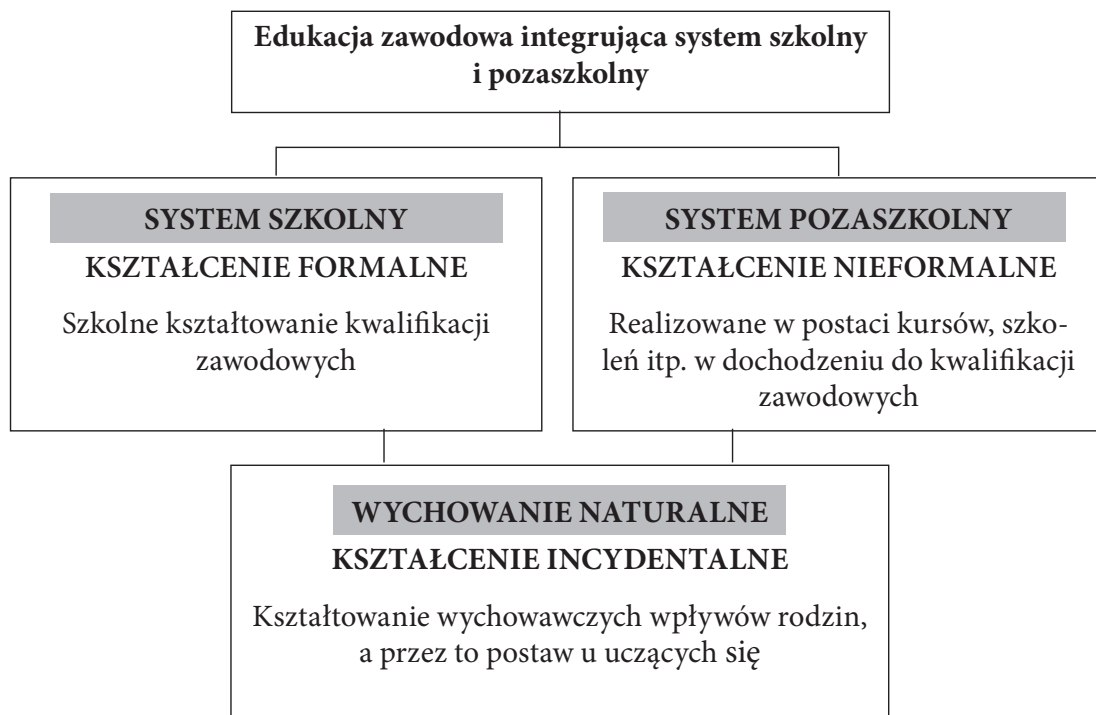 Edukacja zawodowa integrująca system szkolny
i pozaszkolny
SYSTEM SZKOLNY
KSZTAŁCENIE FORMALNE
Szkolne kształtowanie kwalifikacji
zawodowych
SYSTEM POZASZKOLNY
KSZTAŁCENIE NIEFORMALNE
Realizowane w postaci kursów, szko-
leń itp. w dochodzeniu do kwalifikacji
zawodowych
WYCHOWANIE NATURALNE
KSZTAŁCENIE INCYDENTALNE
Kształtowanie wychowawczych wpływów rodzin,
a przez to postaw u uczących się